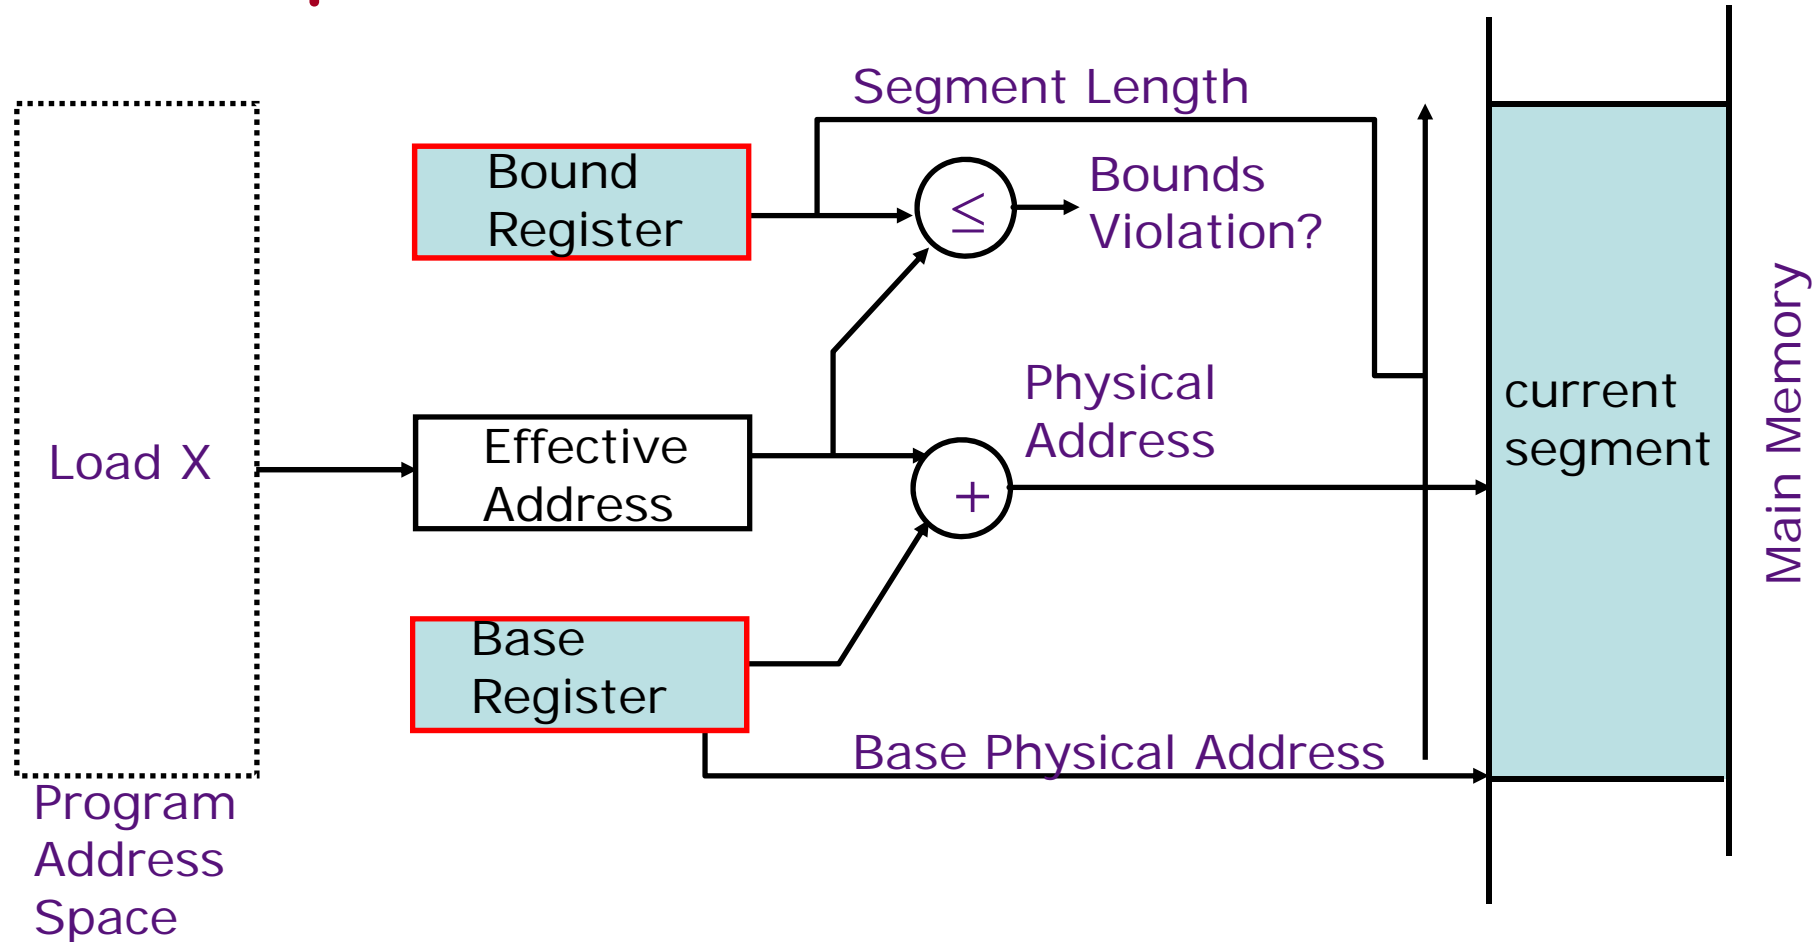 Segment Length
Bound
Register
≤
Bounds
Violation?
Load X
Effective
Address
Physical
Address
+
current
segment
Main Memory
Base
Register
Base Physical Address
Program
Address
Space